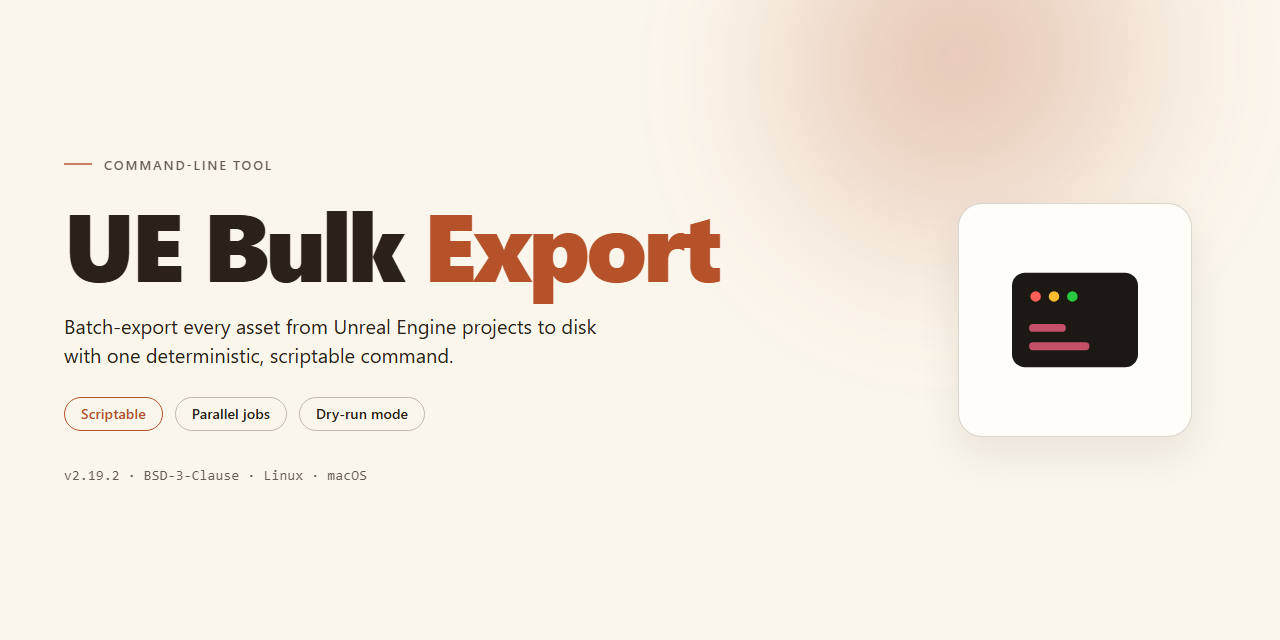 COMMAND-LINE TOOL
UE Bulk Export
Batch-export every asset from Unreal Engine projects to disk
with one deterministic, scriptable command.
Scriptable
Parallel jobs
Dry-run mode
v2.19.2 · BSD-3-Clause · Linux · macOS